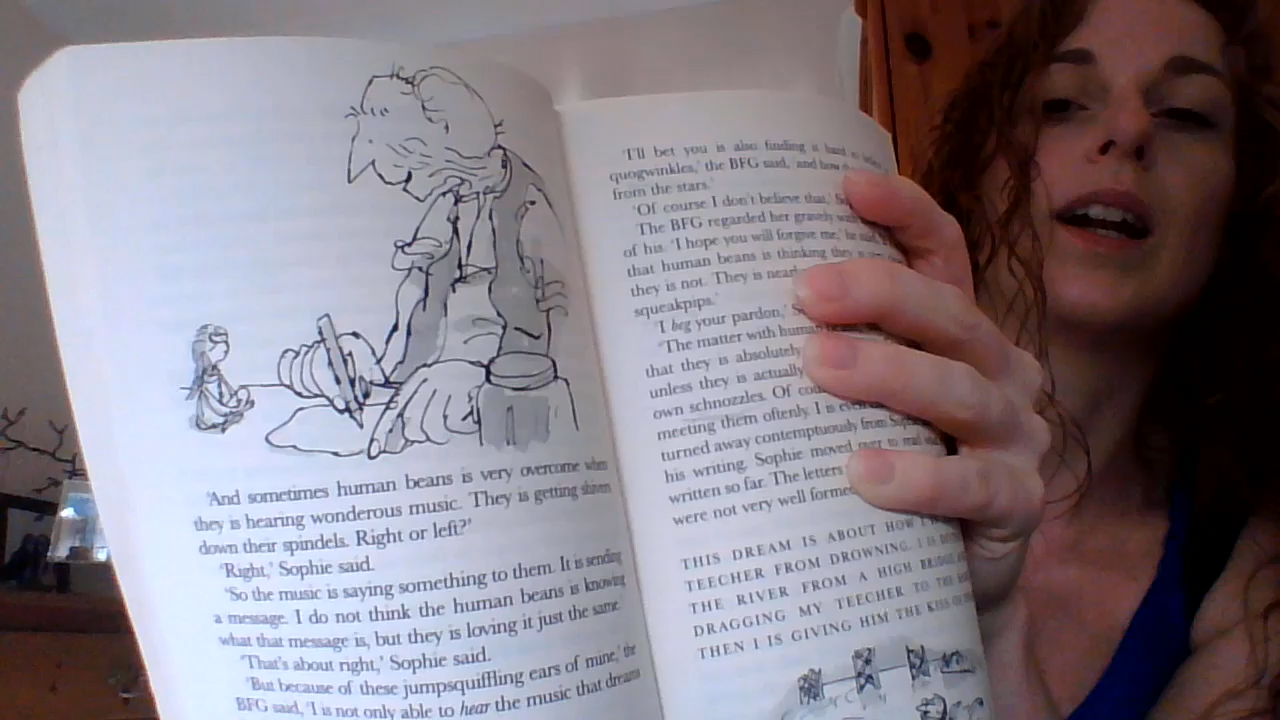 'And sometimes human beans is very overcome when
they is hearing wonderous music. They is getting shivers
down their spindels. Right or left?'
'Right,' Sophie said.
'So the music is saying something to them. It is sending
a message. I do not think the human beans is knowing
what that message is, but they is loving it just the same.'
'That's about right,' Sophie said.
'But because of these jumpsquiffling ears of mine,' the
BFG said, 'I is not only able to hear the music that dreams
'I'll bet you is also finding it hard to
quogwinkles,' the BFG said, 'and how
from the stars.'
'Of course I don't believe that,'
The BFG regarded her gravely
of his. 'I hope you will forgive me,' he said,
that human beans is thinking they is
they is not. They is
squeakpips.'
'I beg your pardon,'
'The matter with human
that they is absolutely
unless they is actually
own schnozzles. Of
meeting them oftenly. I is
turned away contemptuously from
his writing. Sophie moved over to read
written so far. The letters
were not very well formed
THIS DREAM IS ABOUT HOW I
TEECHER FROM DROWNING. I IS
THE RIVER FROM A HIGH BRIDGE
DRAGGING MY TEECHER TO THE
THEN I IS GIVING HIM THE KISS OF